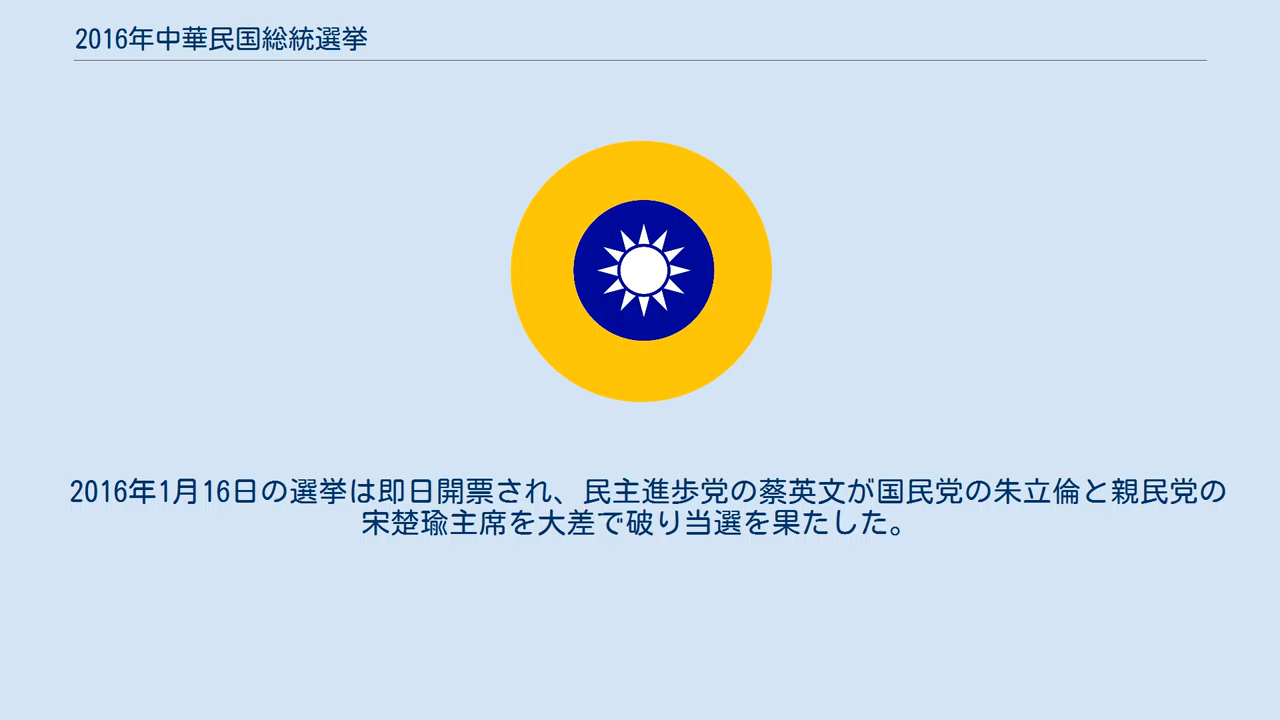 2016年中華民国総統選挙
2016年1月16日の選挙は即日開票され、民主進歩党の蔡英文が国民党の朱立倫と親民党の
宋楚瑜主席を大差で破り当選を果たした。